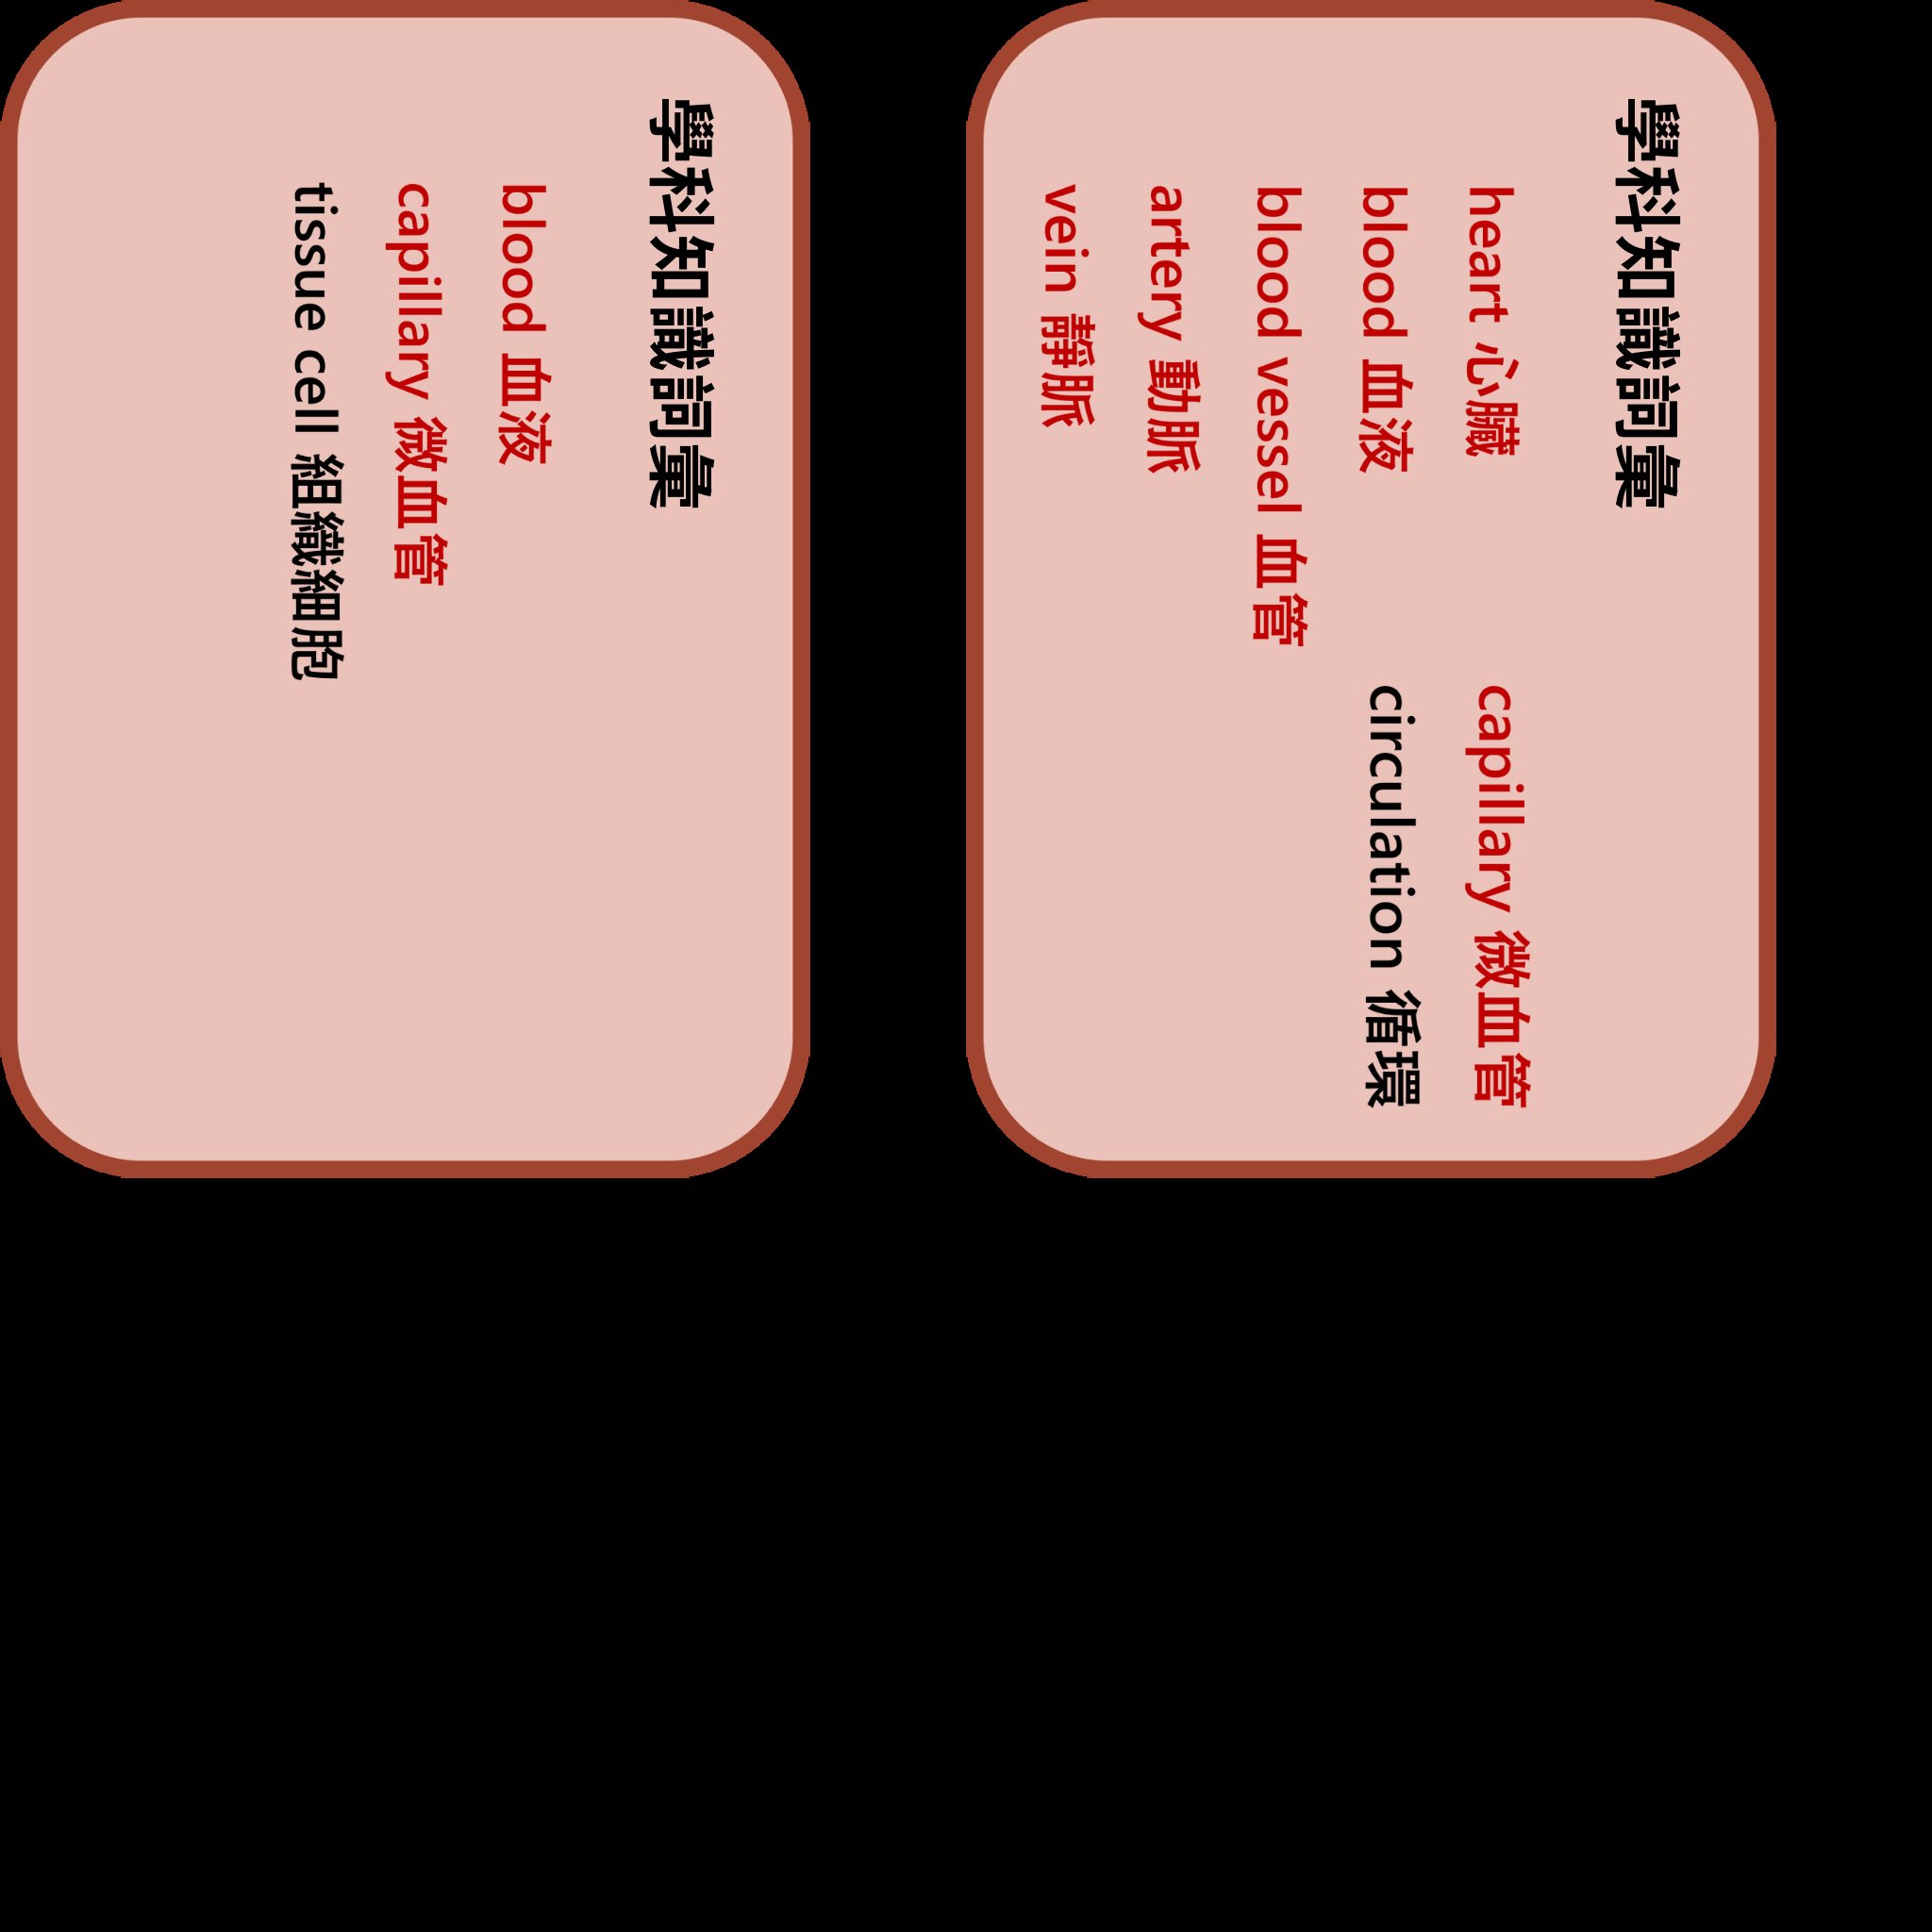 學科知識詞彙
heart 心臟
blood 血液
blood vessel 血管
artery 動脈
vein 靜脈
capillary 微血管
circulation 循環
學科知識詞彙
blood 血液
capillary 微血管
tissue cell 組織細胞